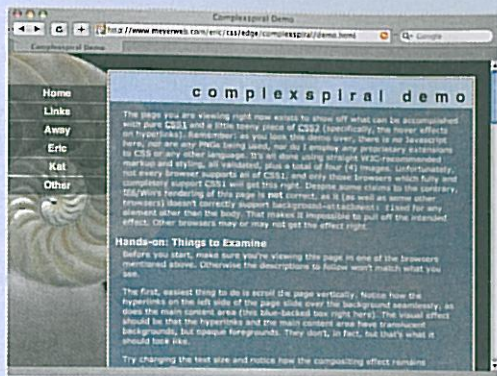 Complexspiral Demo
http://www.meyerweb.com/eric/css/edge/complexspiral/demo.html
Google
Complexspiral Demo
complexspiral demo
Home
Links
Away
Eric
Kat
Other
The page you are viewing right now exists to show off what can be accomplished
with pure CSS1 and a little teeny piece of CSS2 (specifically, the hover effects
on hyperlinks). Remember: as you look this demo over, there is no Javascript
here, nor are any PNGs being used, nor do I employ any proprietary extensions
to CSS or any other language. It's all done using straight W3C-recommended
markup and styling, all validated, plus a total of four (4) images. Unfortunately,
not every browser supports all of CSS1, and only those browsers which fully and
completely support CSS1 will get this right. Despite some claims to the contrary,
IE6/Win's rendering of this page is not correct, as it (as well as some other
browsers) doesn't correctly support background-attachment: fixed for any
element other than the body. That makes it impossible to pull off the intended
effect. Other browsers may or may not get the effect right.
Hands-on: Things to Examine
Before you start, make sure you're viewing this page in one of the browsers
mentioned above. Otherwise the descriptions to follow won't match what you
see.
The first, easiest thing to do is scroll the page vertically. Notice how the
hyperlinks on the left side of the page slide over the background seamlessly, as
does the main content area (this blue-backed box right here). The visual effect
should be that the hyperlinks and the main content area have translucent
backgrounds, but opaque foregrounds. They don't, in fact, but that's what it
should look like.
Try changing the text size and notice how the compositing effect remains